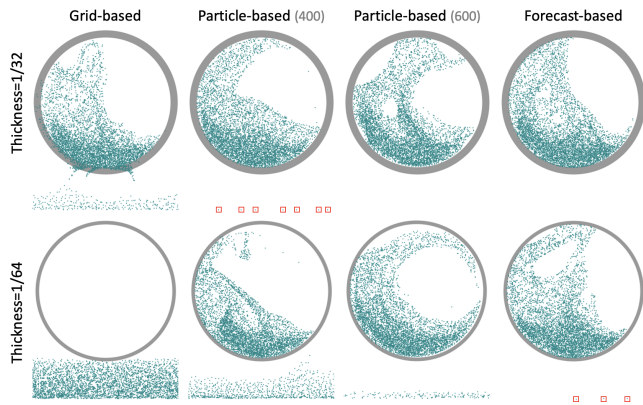 Grid-based
Particle-based (400)
Particle-based (600)
Forecast-based
Thickness=1/32
Thickness=1/64